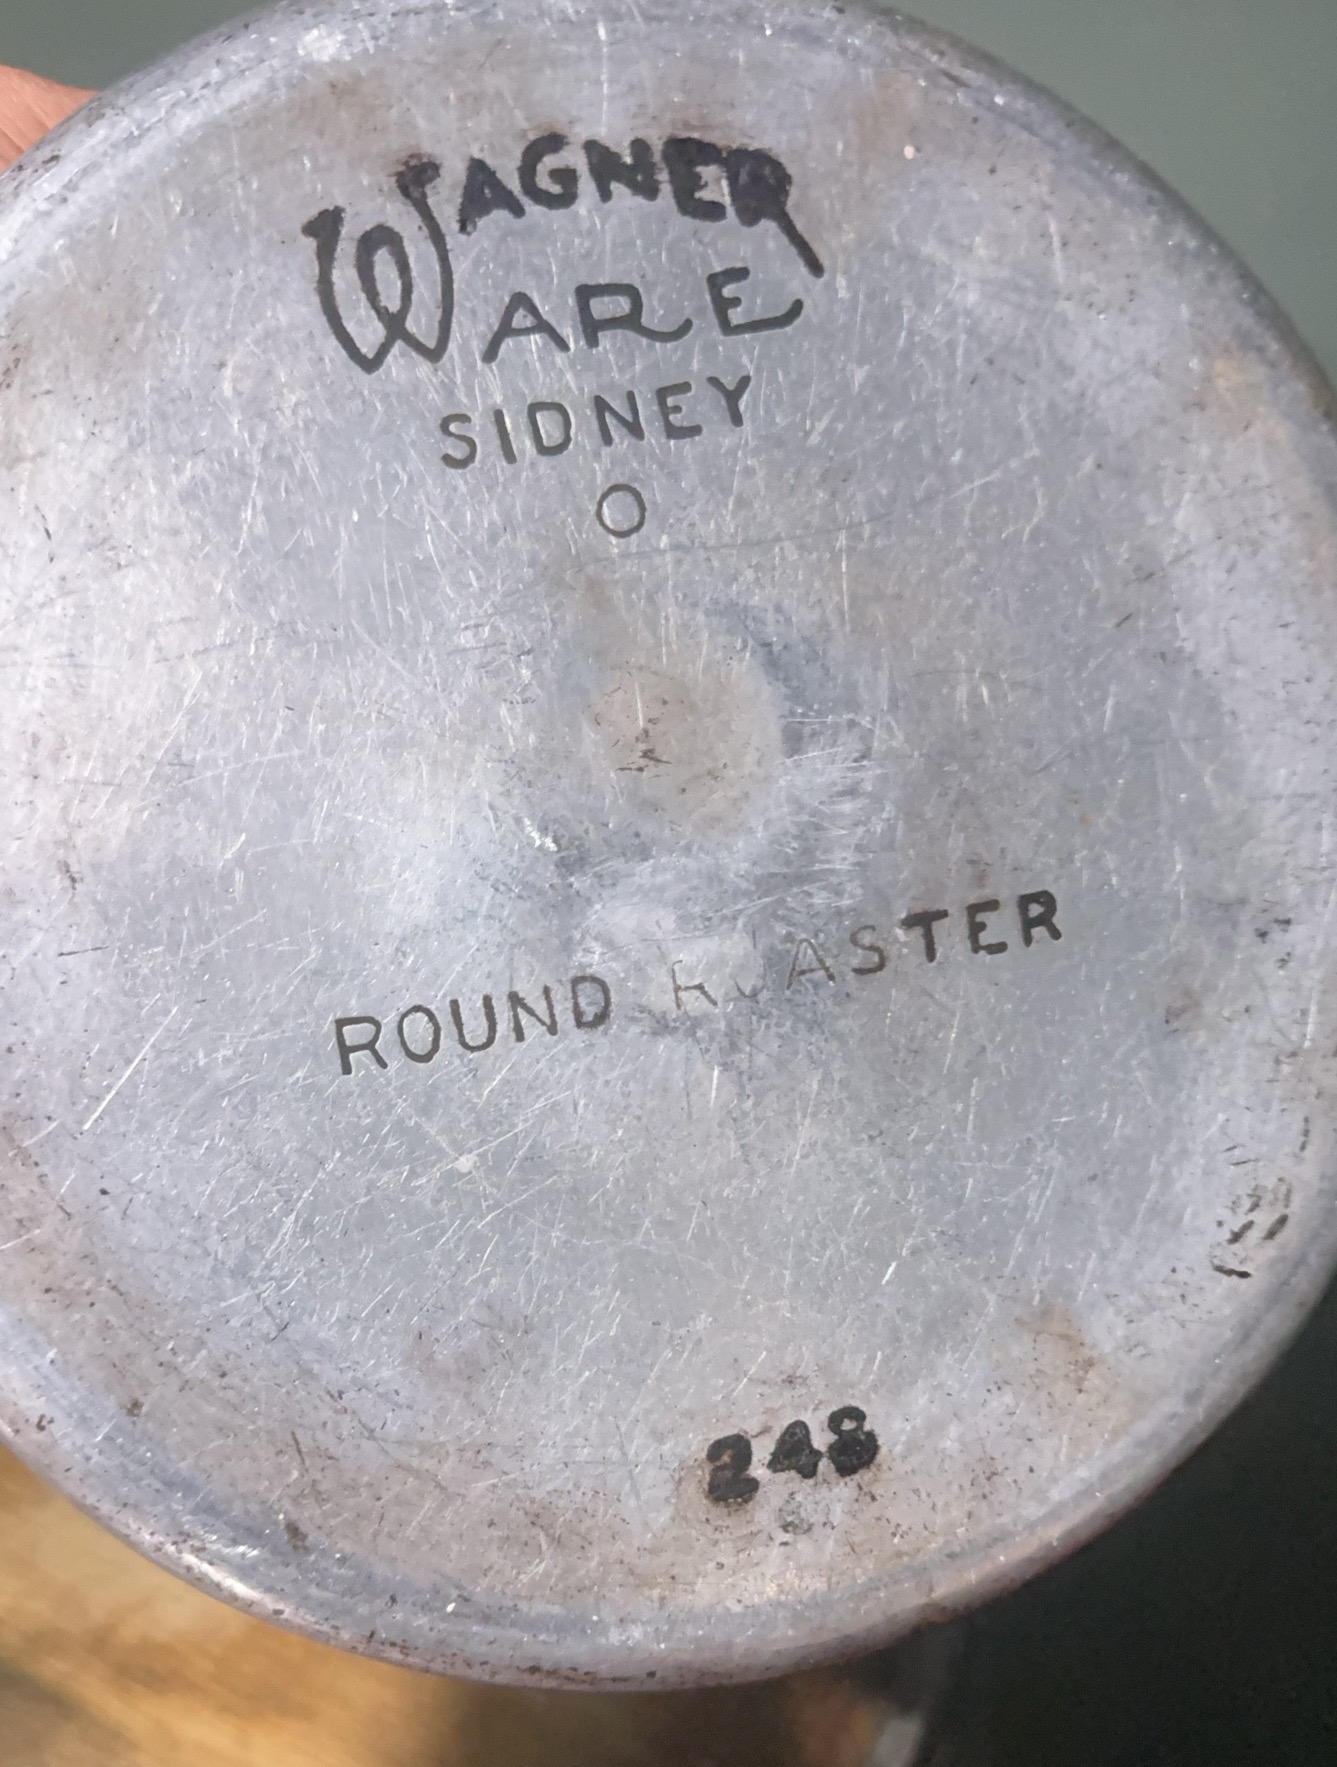 WAGNER
WARE
SIDNEY
O
ROUND ROASTER
248